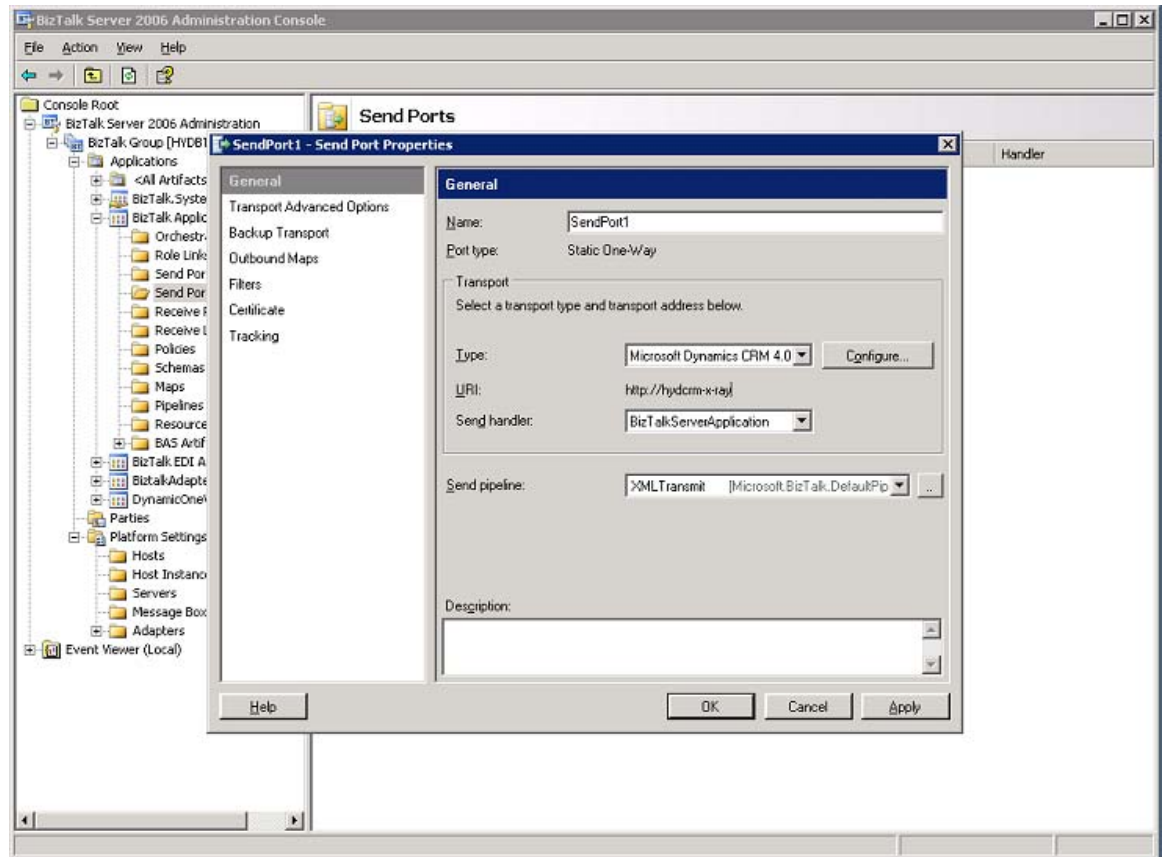 BizTalk Server 2006 Administration Console
File Action View Help
Console Root
BizTalk Server 2006 Administration
BizTalk Group [HYDBT
Applications
<All Artifacts
BizTalk.Syste
BizTalk Applic
Orchestr
Role Link
Send Por
Send Por
Receive P
Receive L
Policies
Schemas
Maps
Pipelines
Resource
BAS Artif
BizTalk EDI A
BiztalkAdapte
DynamicOne
Parties
Platform Settings
Hosts
Host Instanc
Servers
Message Box
Adapters
Event Viewer (Local)
Send Ports
Handler
SendPort1 - Send Port Properties
General
Transport Advanced Options
Backup Transport
Outbound Maps
Filters
Certificate
Tracking
General
Name: SendPort1
Port type: Static One-Way
Transport
Select a transport type and transport address below.
Type: Microsoft Dynamics CRM 4.0 Configure...
URI: http://hydcrm-x-ray
Send handler: BizTalkServerApplication
Send pipeline: XMLTransmit [Microsoft.BizTalk.DefaultPip ..
Description:
Help OK Cancel Apply